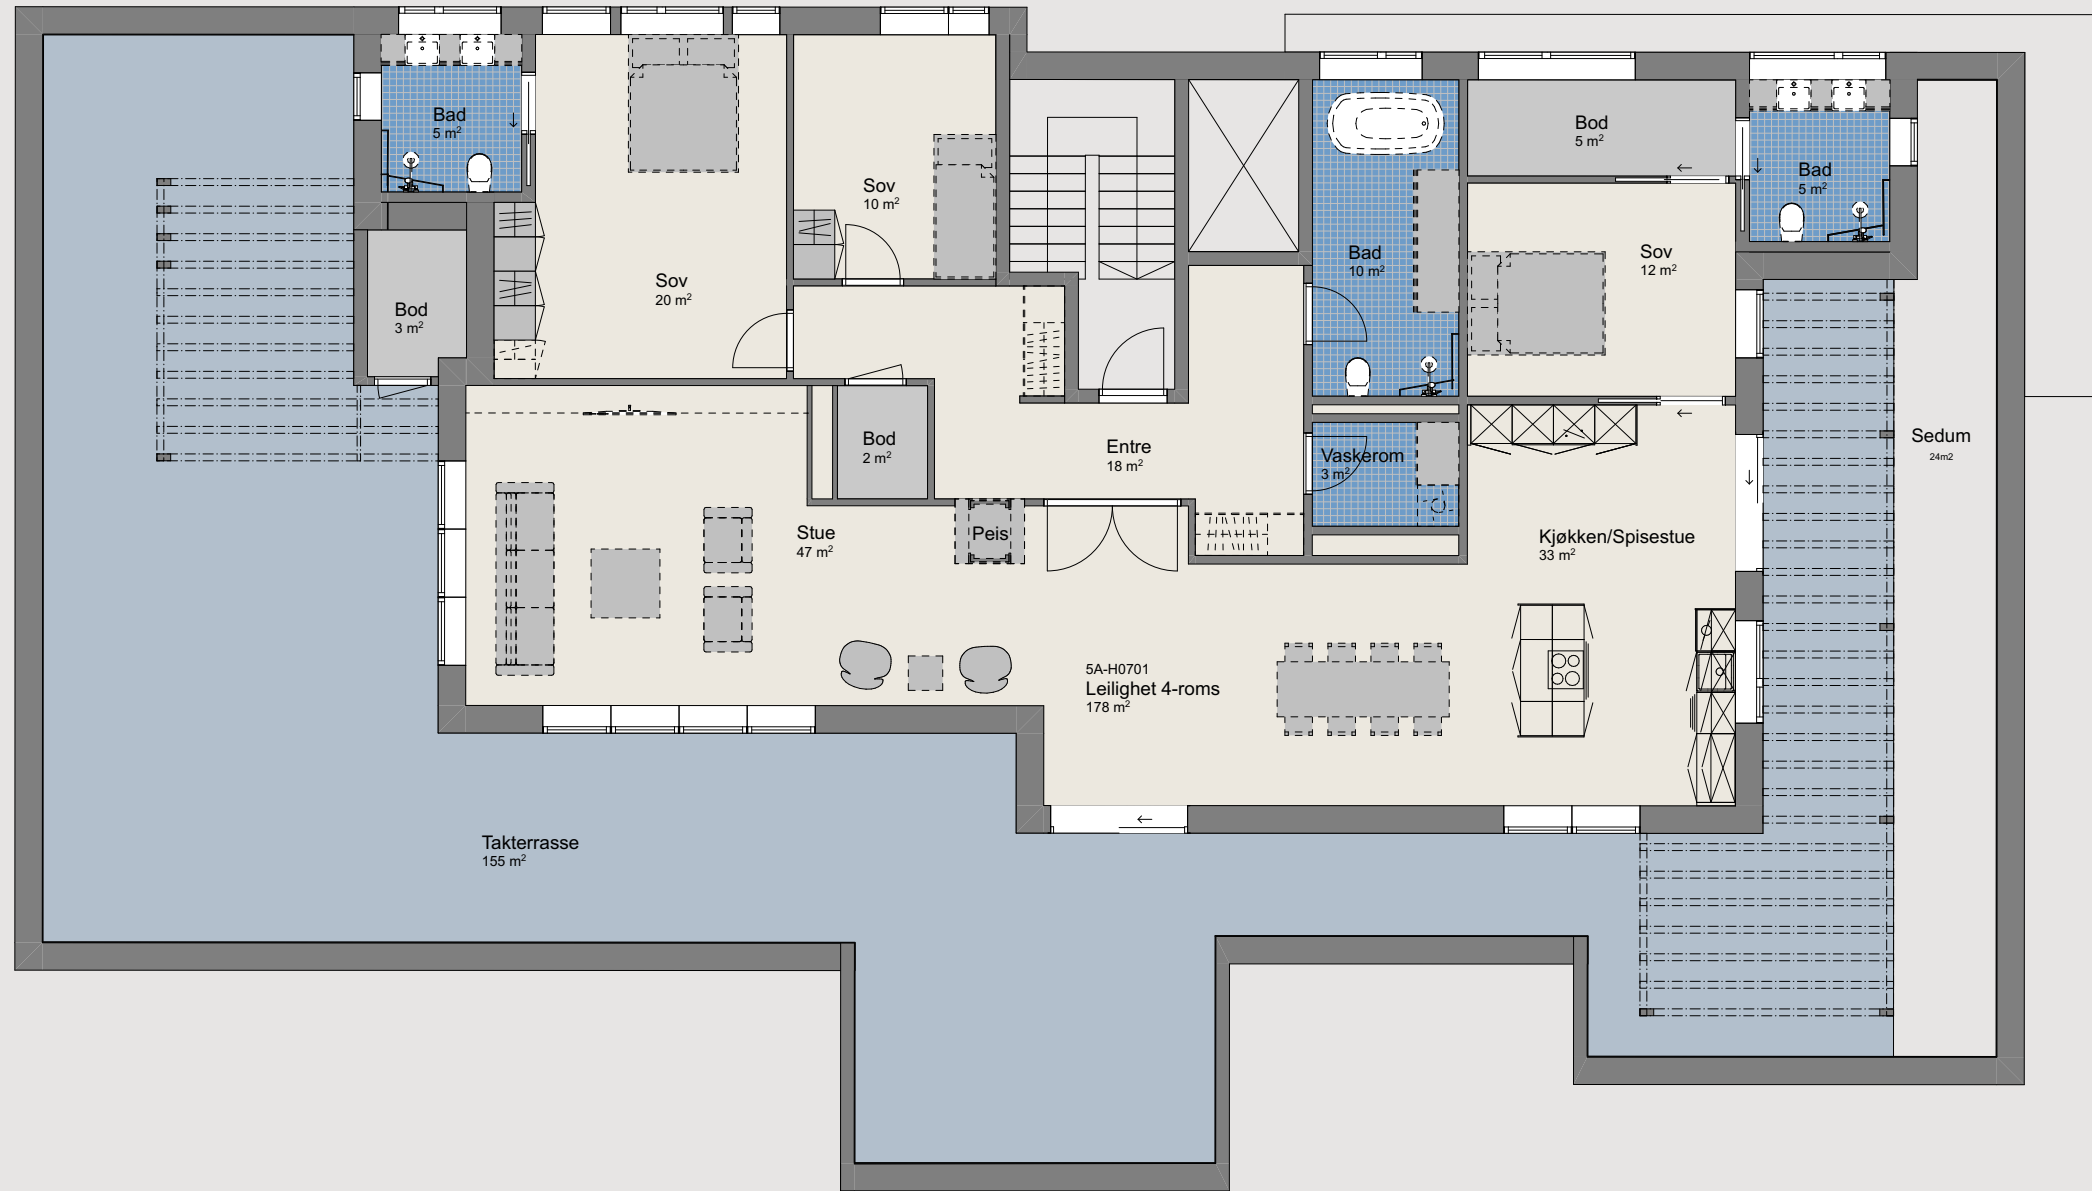 Bad
5 m²
Sov
20 m²
Sov
10 m²
Bod
3 m²
Bod
2 m²
Entre
18 m²
Bad
10 m²
Bod
5 m²
Bad
5 m²
Sov
12 m²
Vaskerom
3 m²
Sedum
24m2
Stue
47 m²
Peis
Kjøkken/Spisestue
33 m²
5A-H0701
Leilighet 4-roms
178 m²
Takterrasse
155 m²